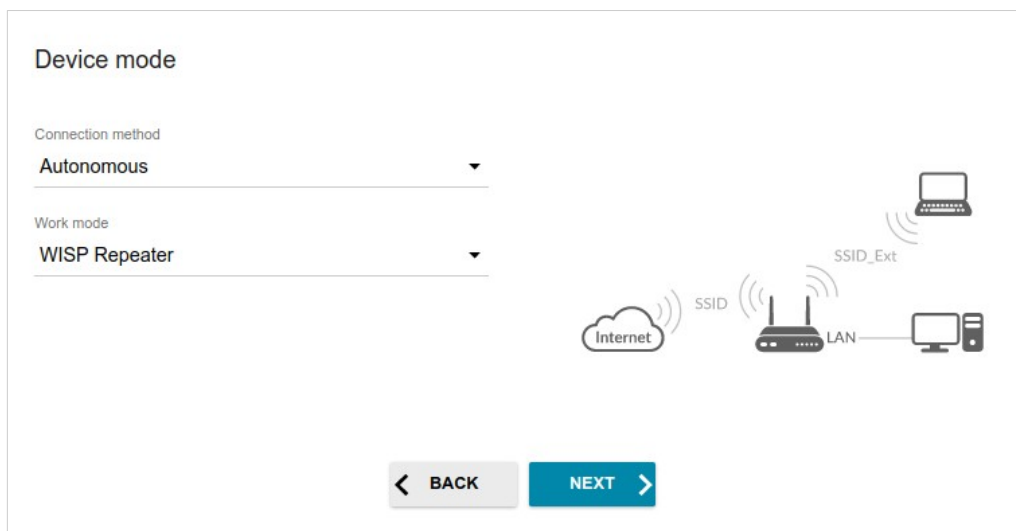 Device mode
Connection method
Autonomous
Work mode
WISP Repeater
SSID_Ext
SSID
Internet
LAN
BACK
NEXT